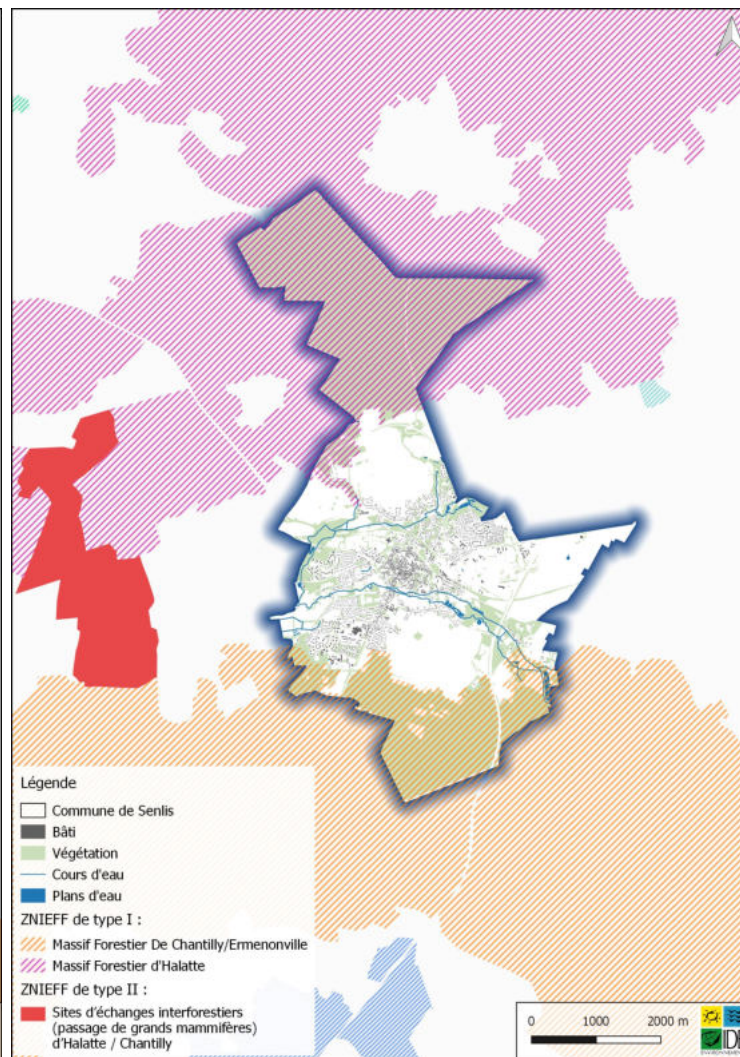 Légende
Commune de Senlis
Bâti
Végétation
Cours d'eau
Plans d'eau
ZNIEFF de type I :
Massif Forestier De Chantilly/Ermenonville
Massif Forestier d'Halatte
ZNIEFF de type II :
Sites d'échanges interforestiers
(passage de grands mammifères)
d'Halatte / Chantilly
0 1000 2000 m